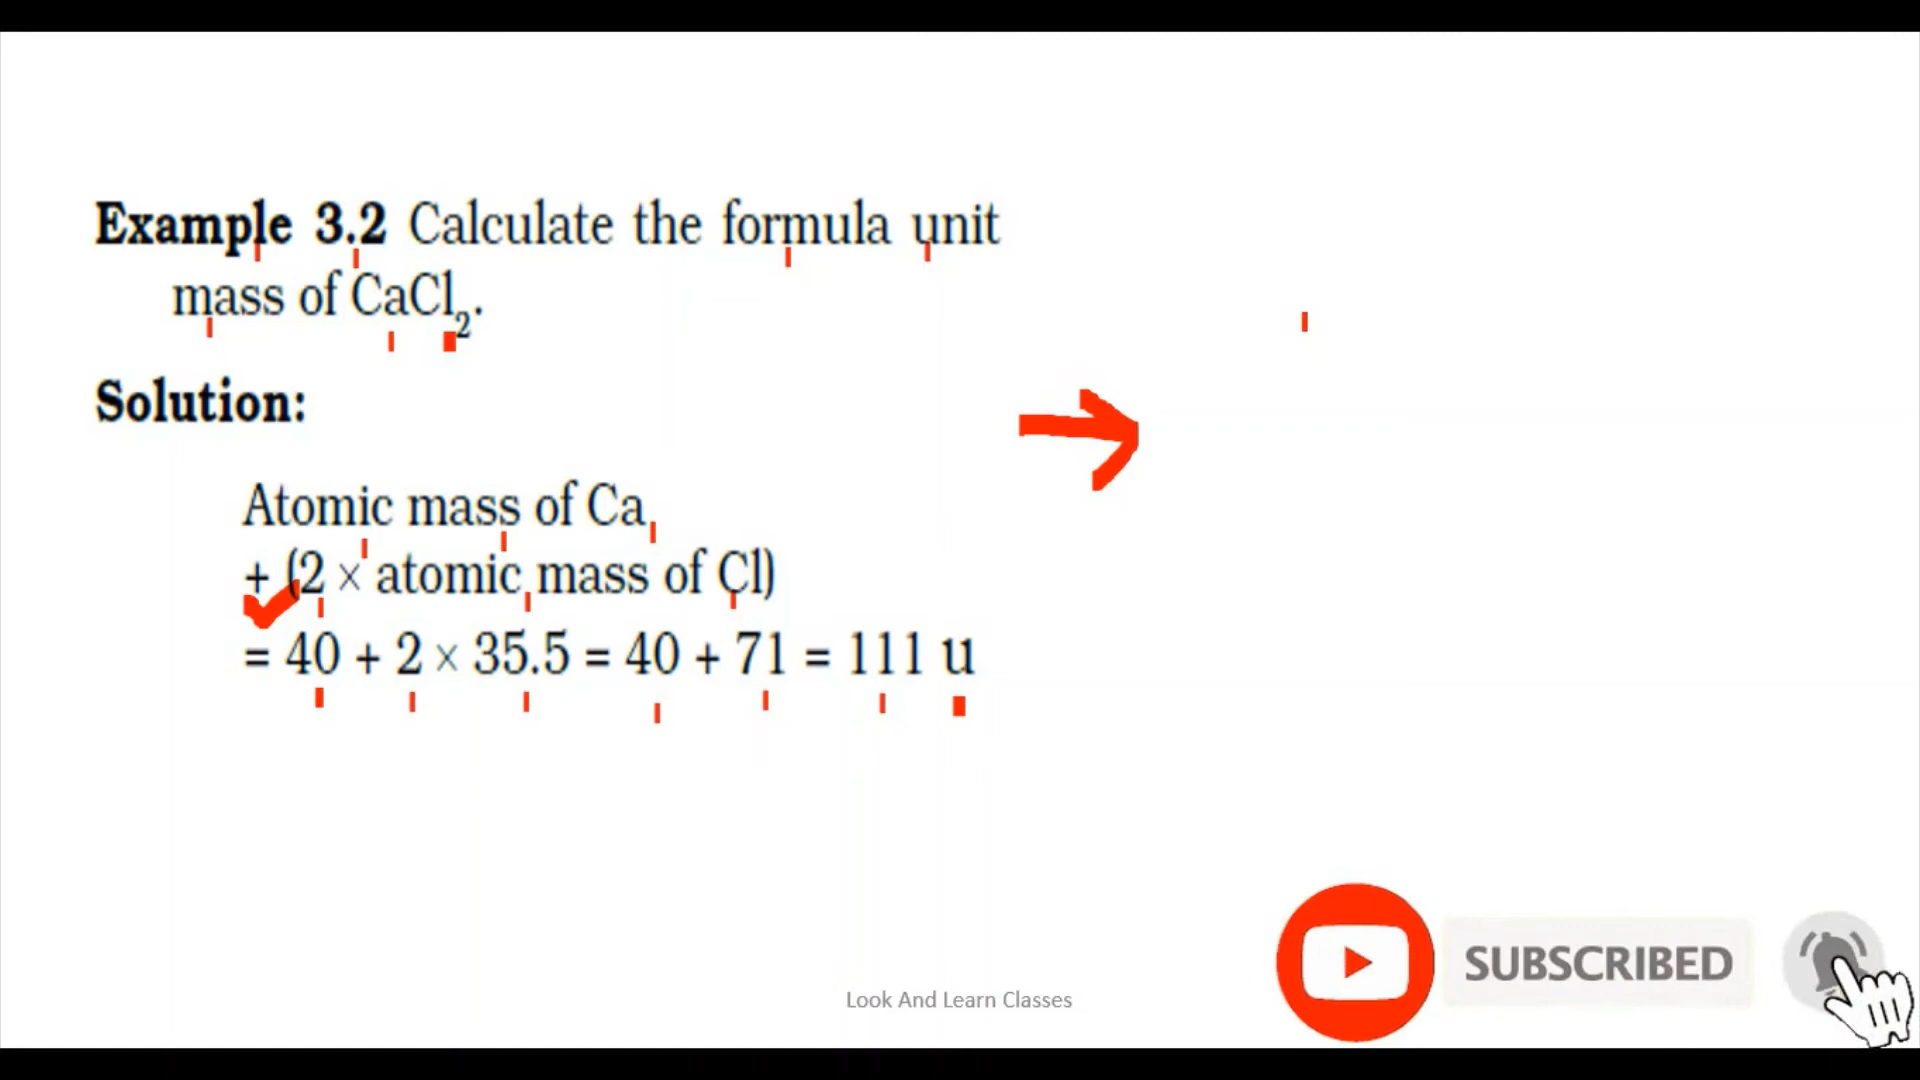 Example 3.2 Calculate the formula unit
mass of CaCl₂.
Solution:
Atomic mass of Ca
+ (2 × atomic mass of Cl)
= 40 + 2 × 35.5 = 40 + 71 = 111 u
SUBSCRIBED
Look And Learn Classes